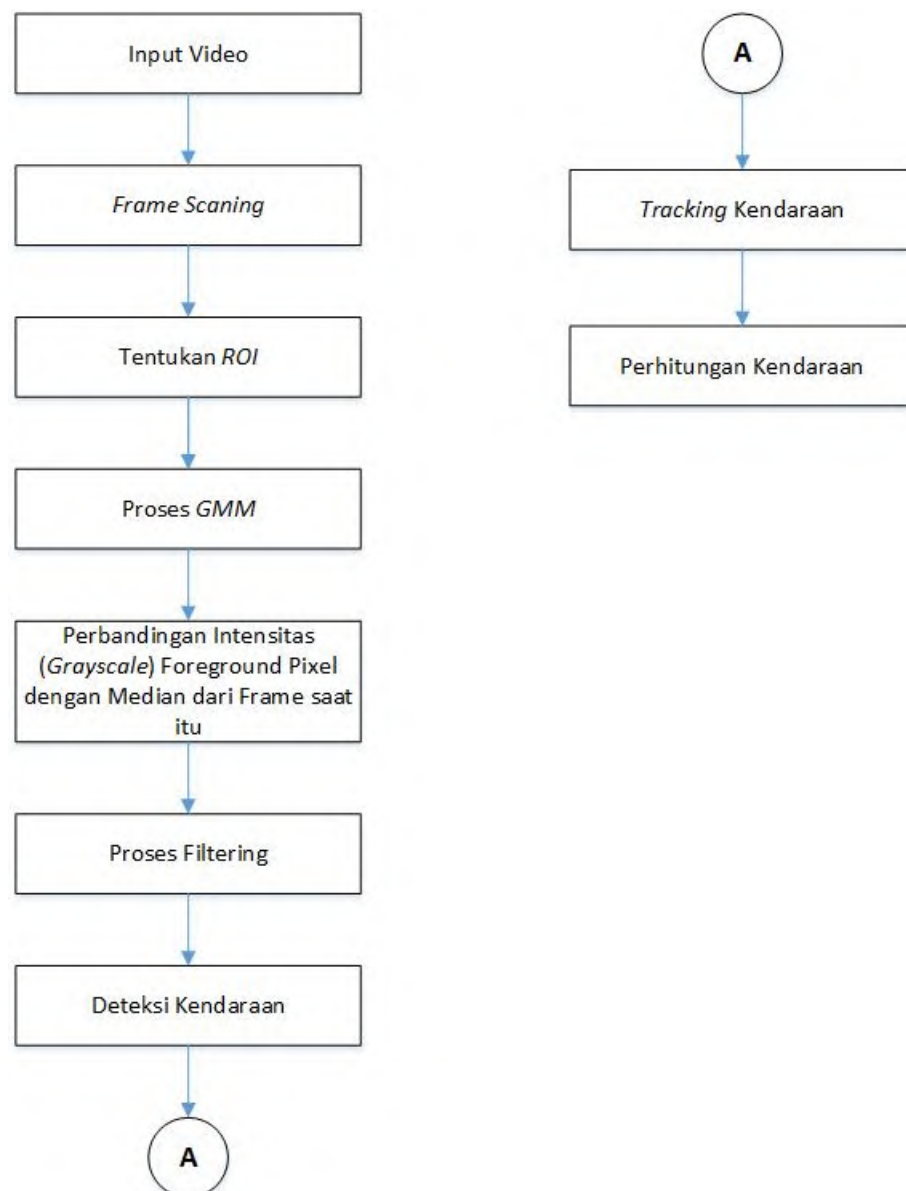 Input Video
Frame Scaning
Tentukan ROI
Proses GMM
Perbandingan Intensitas
(Grayscale) Foreground Pixel
dengan Median dari Frame saat
itu
Proses Filtering
Deteksi Kendaraan
A
A
Tracking Kendaraan
Perhitungan Kendaraan